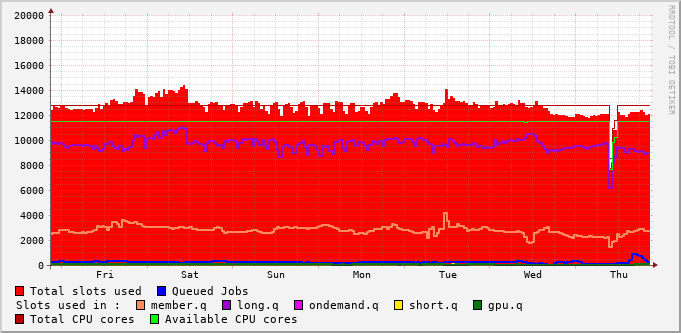 20000
18000
16000
14000
12000
10000
8000
6000
4000
2000
0
Fri Sat Sun Mon Tue Wed Thu
RRDTOOL / TOBI OETIKER
Total slots used Queued Jobs
Slots used in : member.q long.q ondemand.q short.q gpu.q
Total CPU cores Available CPU cores